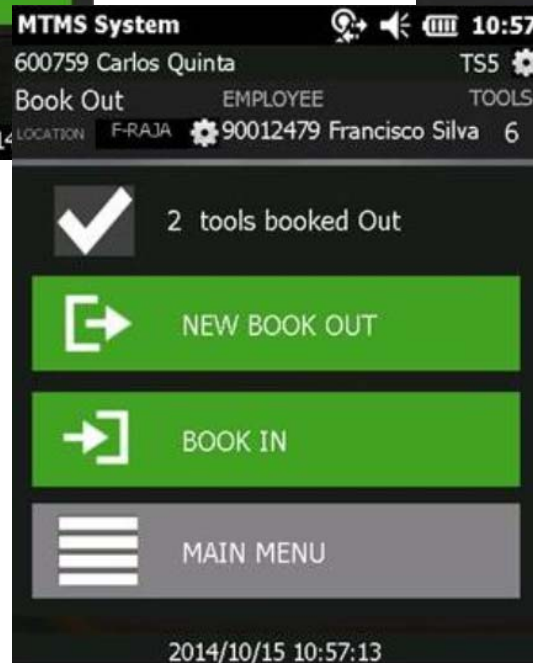 MTMS System 10:57
600759 Carlos Quinta TS5
Book Out EMPLOYEE TOOLS
LOCATION F-RAJA 90012479 Francisco Silva 6
2 tools booked Out
NEW BOOK OUT
BOOK IN
MAIN MENU
2014/10/15 10:57:13